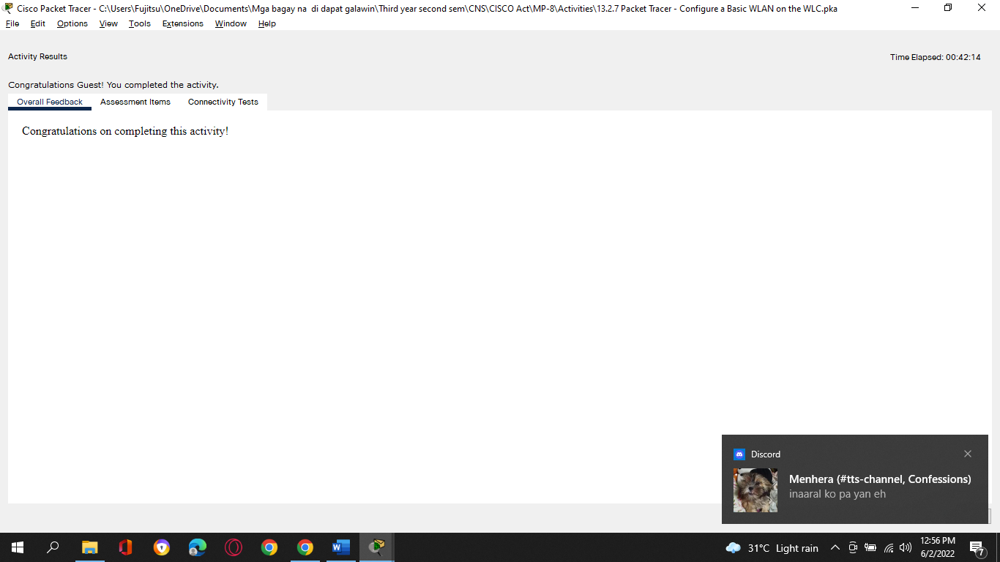 Cisco Packet Tracer - C:\Users\Fujitsu\OneDrive\Documents\Mga bagay na  di dapat galawin\Third year second sem\CNS\CISCO Act\MP-8\Activities\13.2.7 Packet Tracer - Configure a Basic WLAN on the WLC.pka
File Edit Options View Tools Extensions Window Help
Activity Results
Time Elapsed: 00:42:14
Congratulations Guest! You completed the activity.
Overall Feedback Assessment Items Connectivity Tests
Congratulations on completing this activity!
Discord
Menhera (#tts-channel, Confessions)
inaaral ko pa yan eh
31°C Light rain
12:56 PM
6/2/2022
7